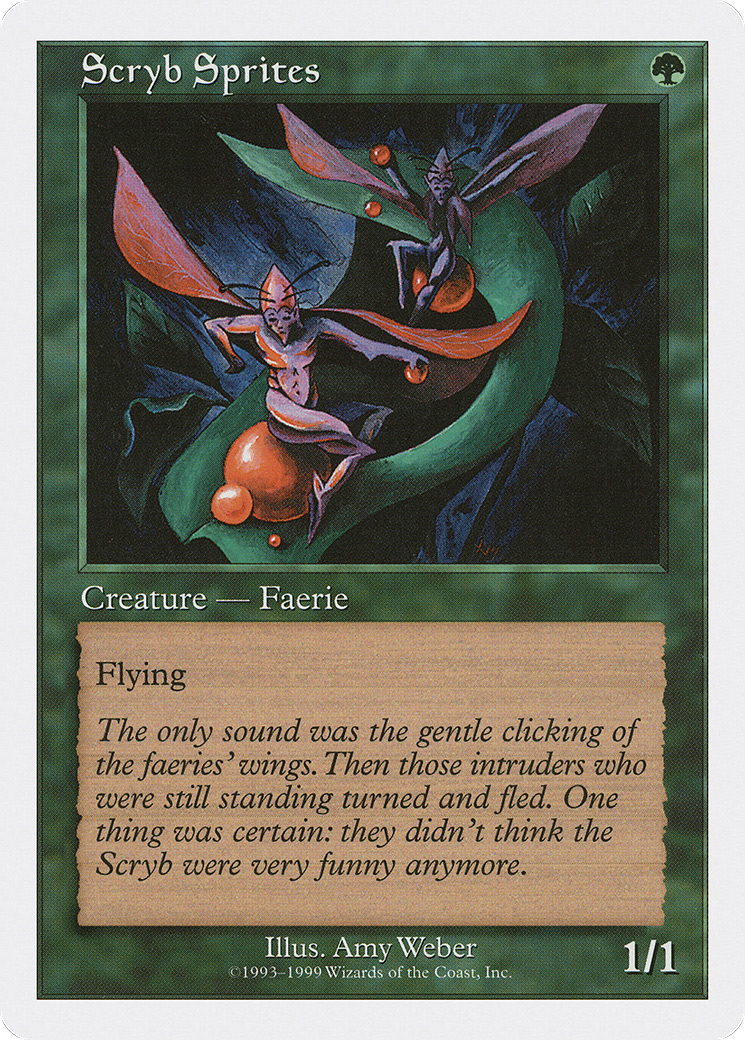 Scryb Sprites
Creature — Faerie
Flying
The only sound was the gentle clicking of
the faeries' wings. Then those intruders who
were still standing turned and fled. One
thing was certain: they didn't think the
Scryb were very funny anymore.
Illus. Amy Weber
©1993–1999 Wizards of the Coast, Inc.
1/1